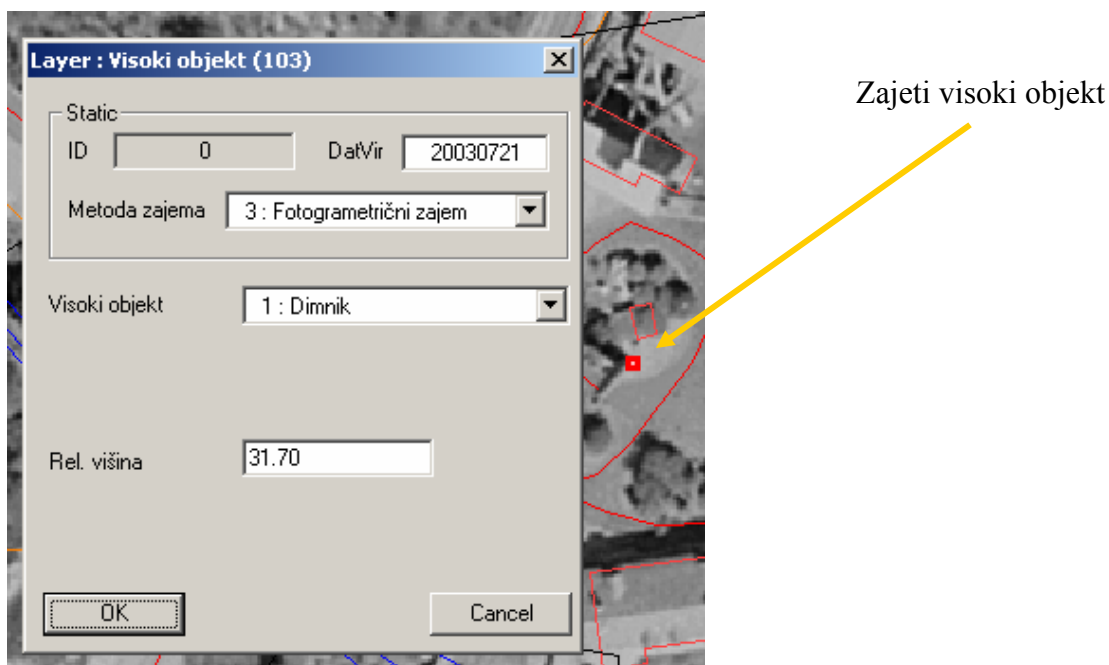 Layer : Visoki objekt (103)
Static
ID 0 DatVir 20030721
Metoda zajema 3 : Fotogrametrični zajem
Visoki objekt 1 : Dimnik
Rel. višina 31.70
OK Cancel
Zajeti visoki objekt